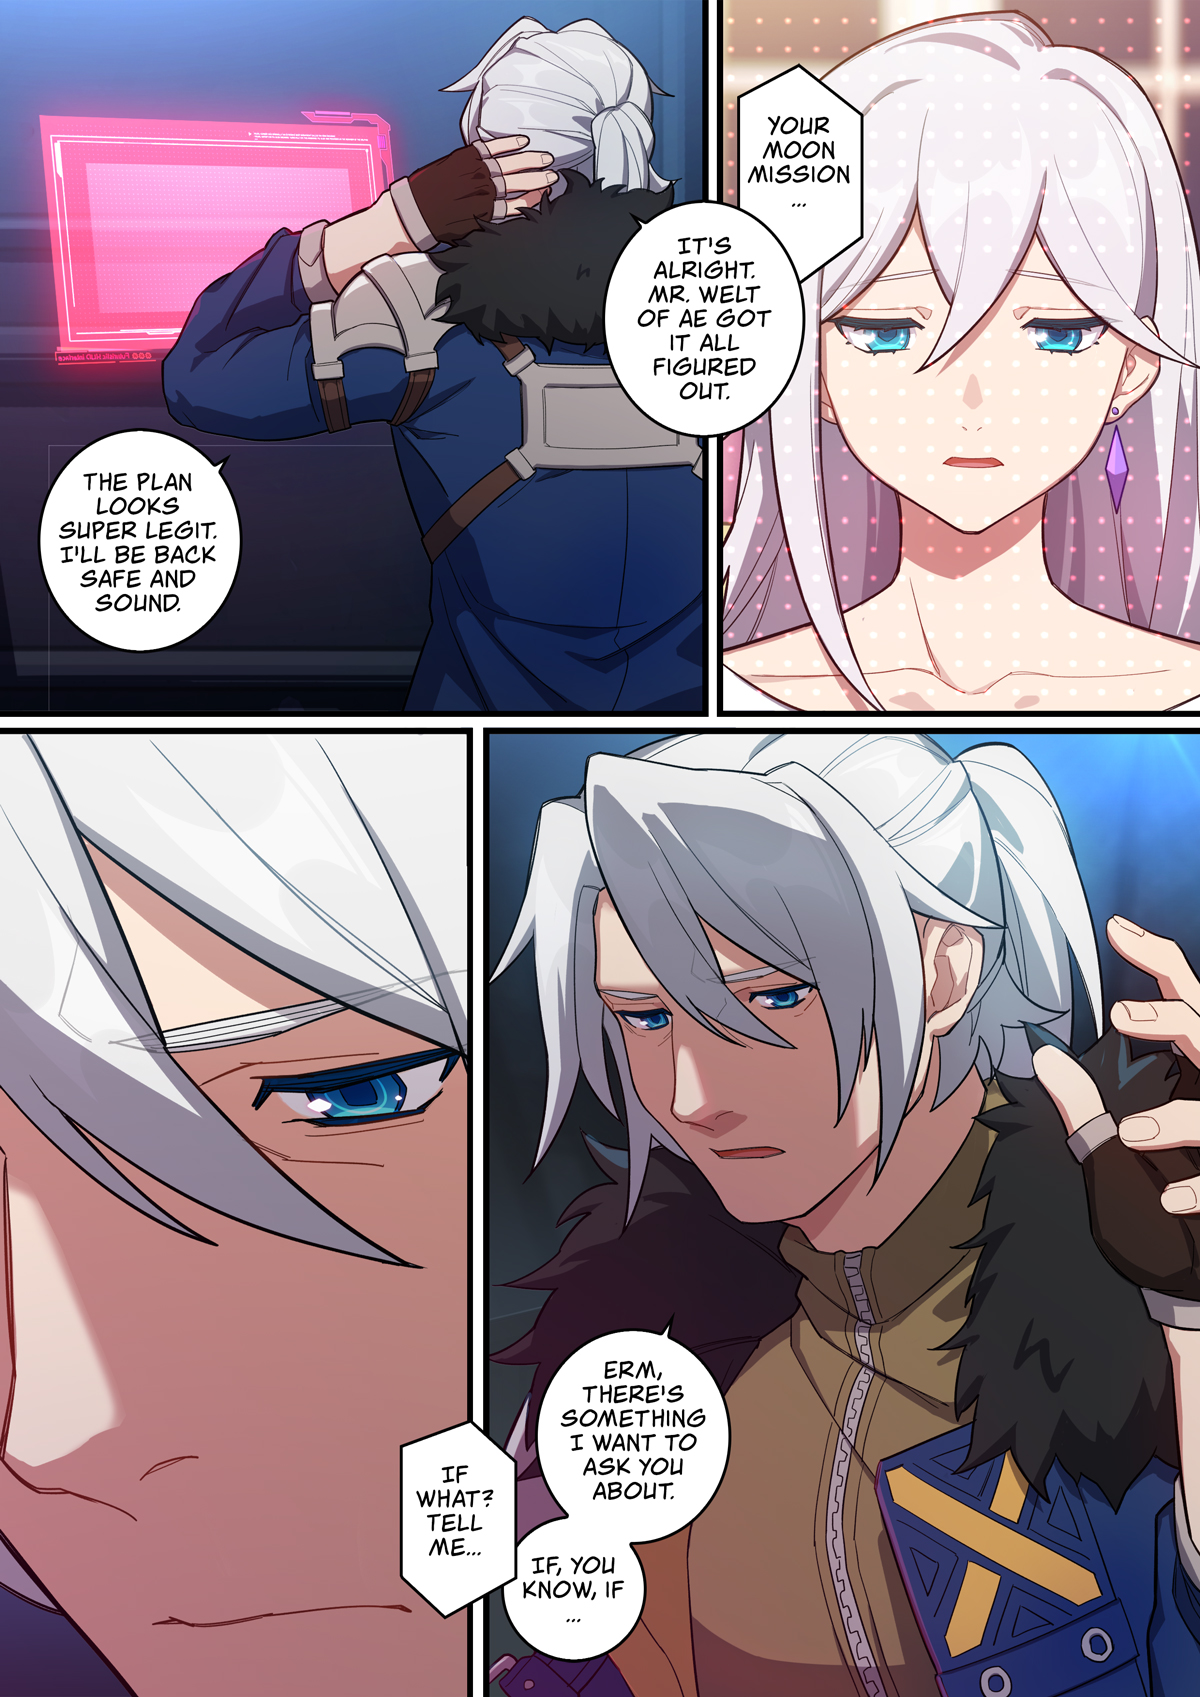 YOUR
MOON
MISSION
...
IT'S
ALRIGHT.
MR. WELT
OF AE GOT
IT ALL
FIGURED
OUT.
THE PLAN
LOOKS
SUPER LEGIT.
I'LL BE BACK
SAFE AND
SOUND.
ERM,
THERE'S
SOMETHING
I WANT TO
ASK YOU
ABOUT.
IF, YOU
KNOW, IF
...
IF
WHAT?
TELL
ME...